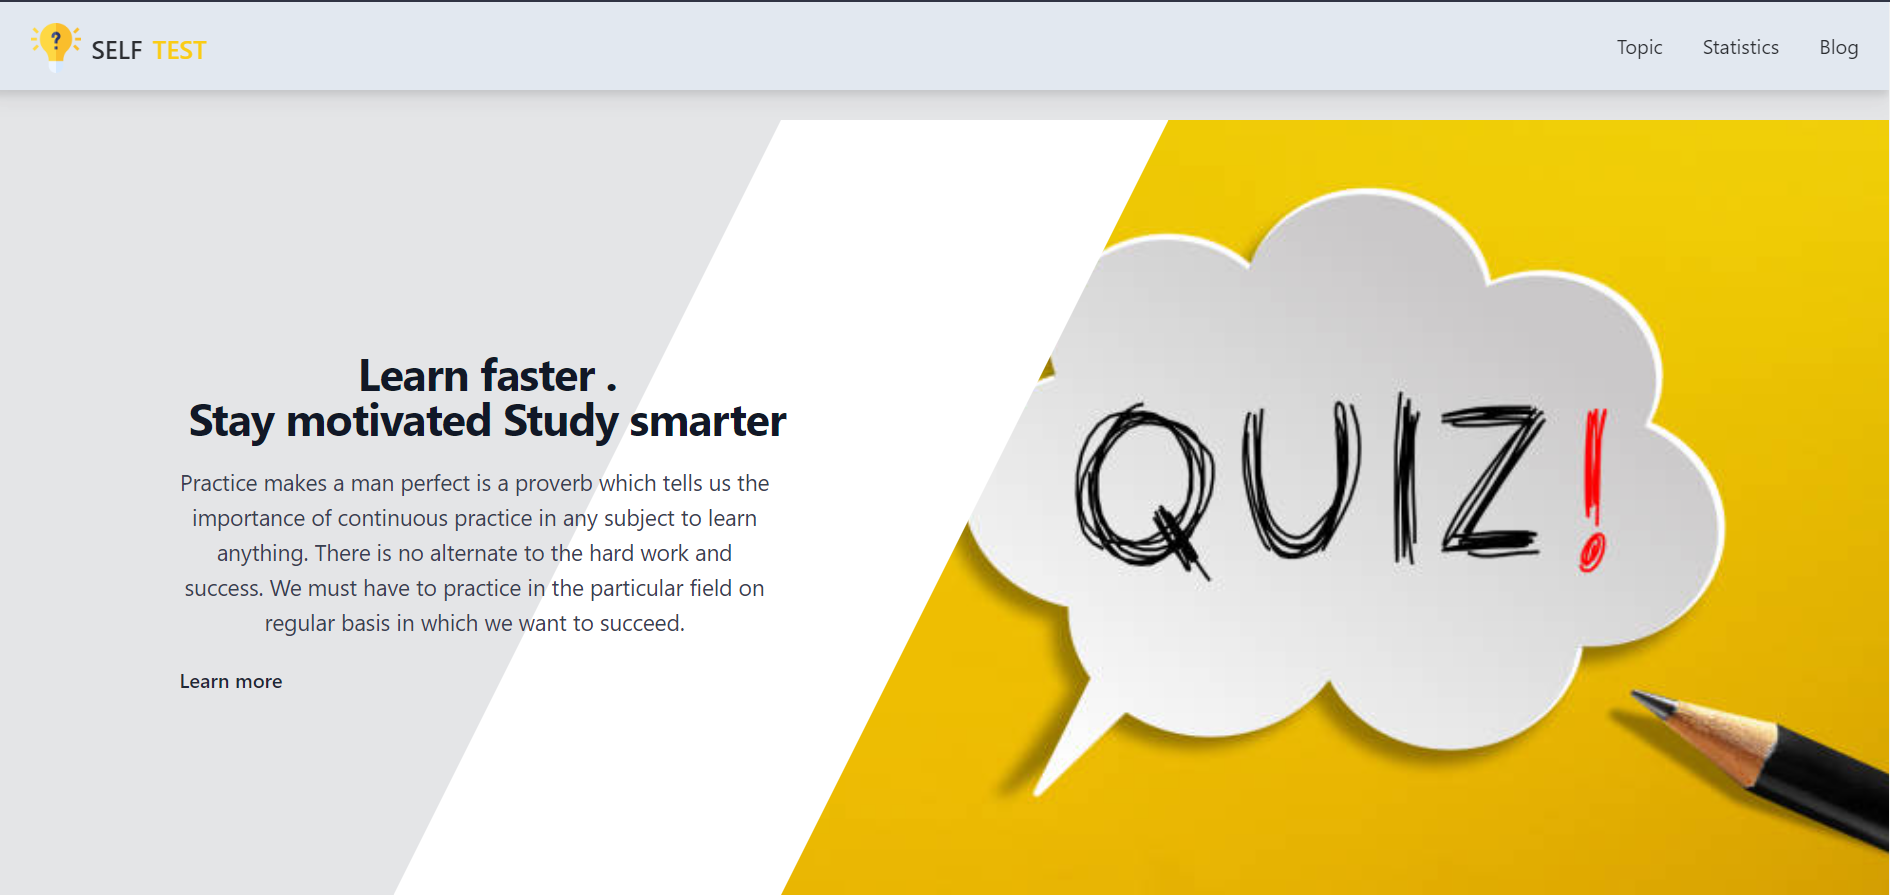 SELF TEST
Topic Statistics Blog
Learn faster .
Stay motivated Study smarter
Practice makes a man perfect is a proverb which tells us the
importance of continuous practice in any subject to learn
anything. There is no alternate to the hard work and
success. We must have to practice in the particular field on
regular basis in which we want to succeed.
Learn more
QUIZ!